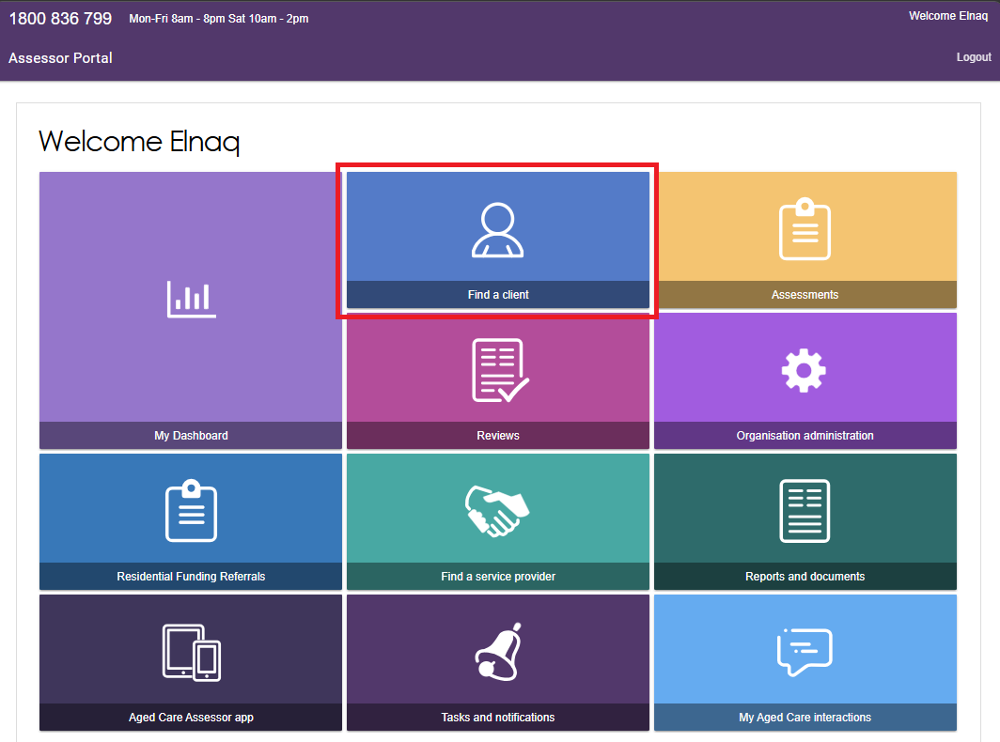 1800 836 799 Mon-Fri 8am - 8pm Sat 10am - 2pm
Welcome Elnaq
Assessor Portal
Logout
Welcome Elnaq
Find a client
Assessments
My Dashboard
Reviews
Organisation administration
Residential Funding Referrals
Find a service provider
Reports and documents
Aged Care Assessor app
Tasks and notifications
My Aged Care interactions